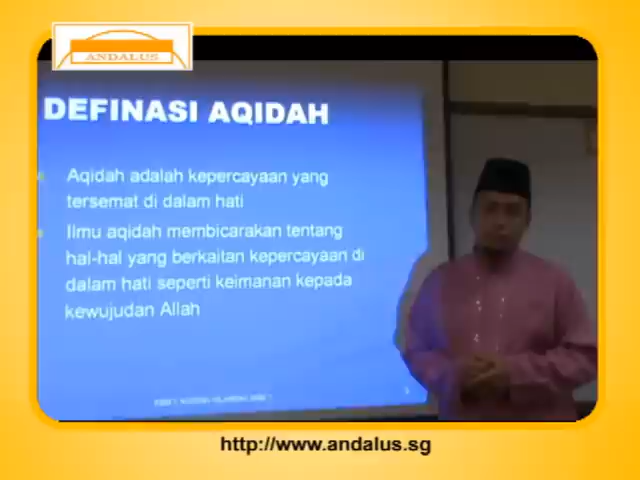 ANDALUS
DEFINASI AQIDAH
Aqidah adalah kepercayaan yang
tersemat di dalam hati
Ilmu aqidah membicarakan tentang
hal-hal yang berkaitan kepercayaan di
dalam hati seperti keimanan kepada
kewujudan Allah
http://www.andalus.sg